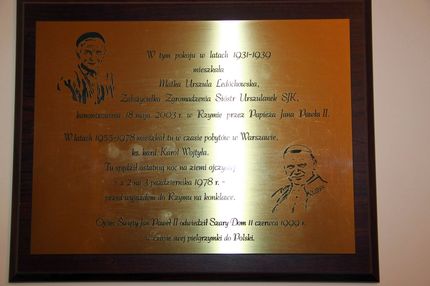 W tym pokoju w latach 1931-1939
mieszkała
Matka Urszula Ledóchowska,
Założycielka Zgromadzenia Sióstr Urszulanek SJK,
kanonizowana 18 maja 2003 r. w Rzymie przez Papieża Jana Pawła II.
W latach 1955-1978 mieszkał tu w czasie pobytów w Warszawie,
ks. kard. Karol Wojtyła.
Tu spędził ostatnią noc na ziemi ojczystej
- z 2 na 3 października 1978 r. -
przed wyjazdem do Rzymu na konklawe.
Ojciec Święty Jan Paweł II odwiedził Szary Dom 11 czerwca 1999 r.
w czasie swej pielgrzymki do Polski.